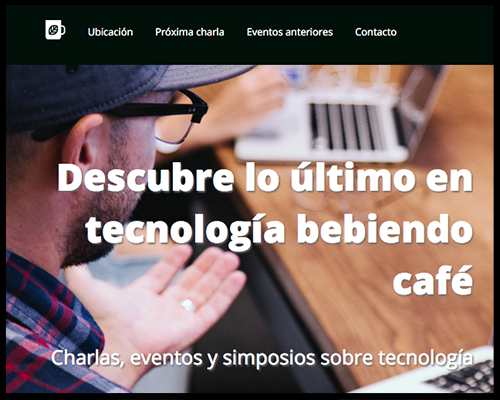 Ubicación Próxima charla Eventos anteriores Contacto
Descubre lo último en
tecnología bebiendo
café
Charlas, eventos y simposios sobre tecnología